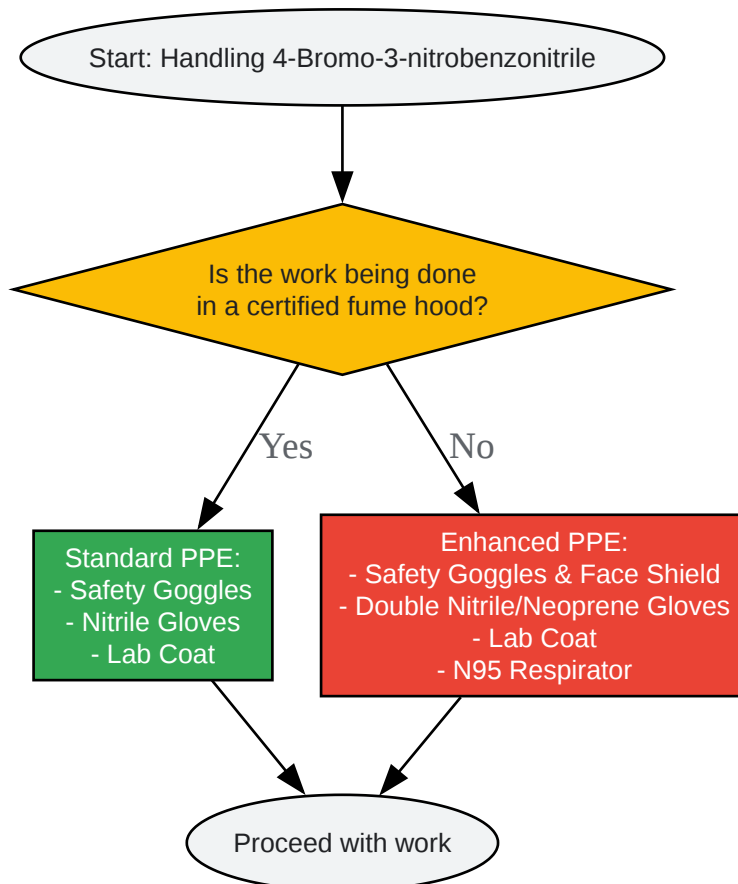 Start: Handling 4-Bromo-3-nitrobenzonitrile
Is the work being done
in a certified fume hood?
Yes
No
Standard PPE:
- Safety Goggles
- Nitrile Gloves
- Lab Coat
Enhanced PPE:
- Safety Goggles & Face Shield
- Double Nitrile/Neoprene Gloves
- Lab Coat
- N95 Respirator
Proceed with work